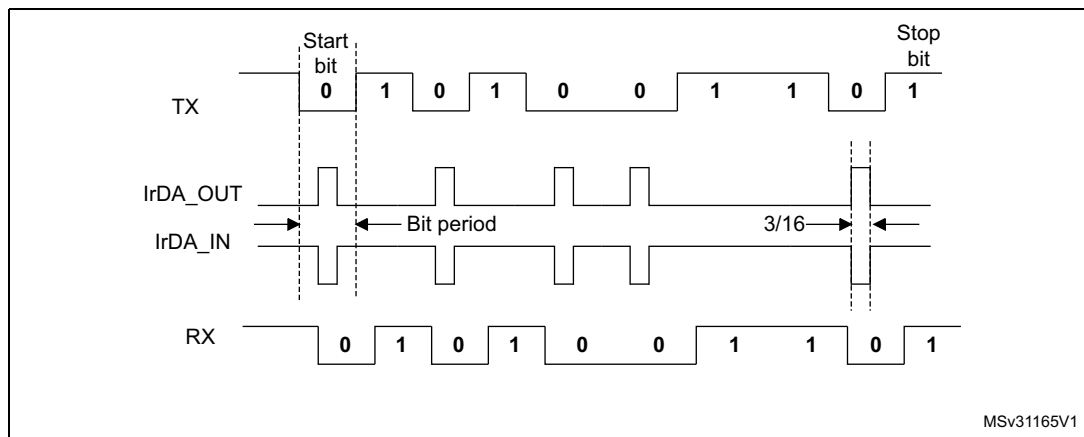 Start
bit
Stop
bit
TX
0 1 0 1 0 0 1 1 0 1
IrDA_OUT
Bit period
3/16
IrDA_IN
RX
0 1 0 1 0 0 1 1 0 1
MSv31165V1